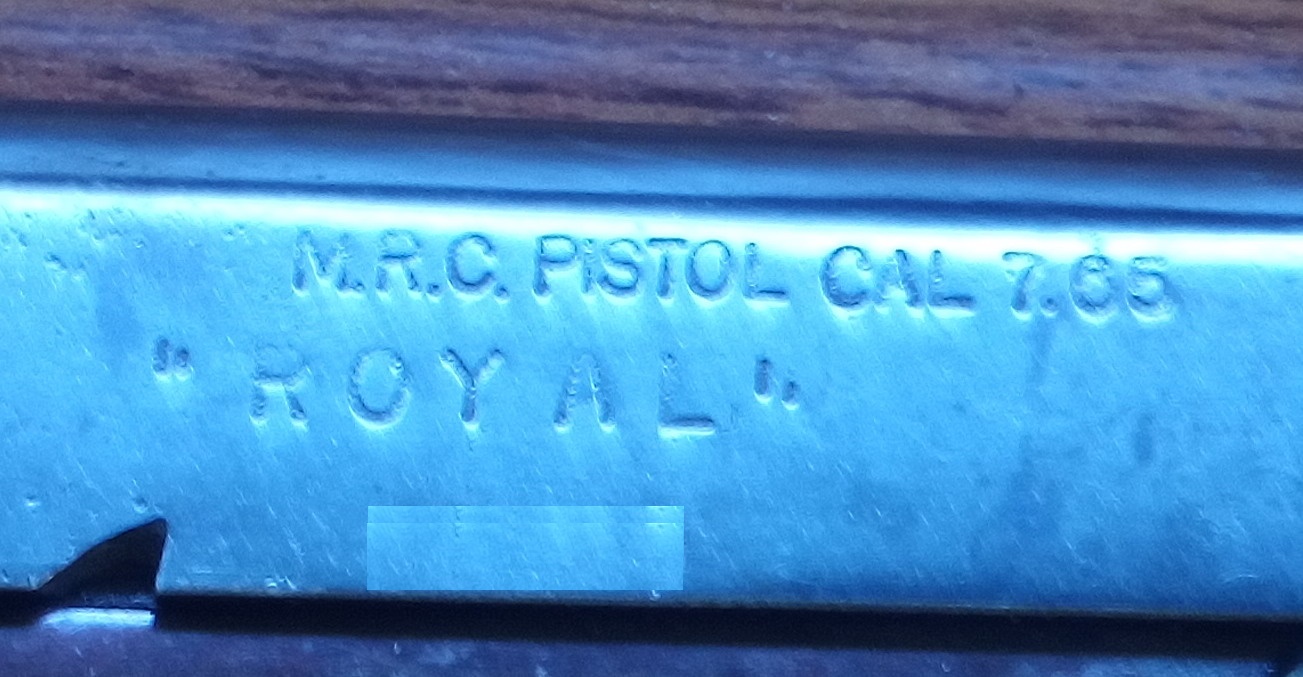 M.R.C. PISTOL CAL 7.65
"ROYAL"